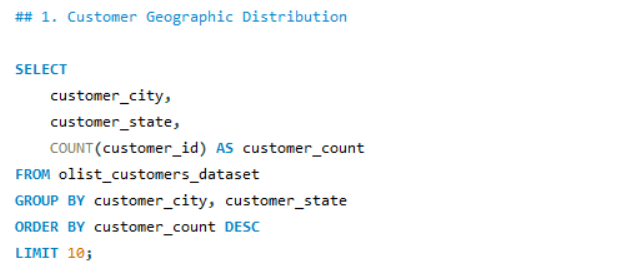 ## 1. Customer Geographic Distribution
SELECT
    customer_city,
    customer_state,
    COUNT(customer_id) AS customer_count
FROM olist_customers_dataset
GROUP BY customer_city, customer_state
ORDER BY customer_count DESC
LIMIT 10;